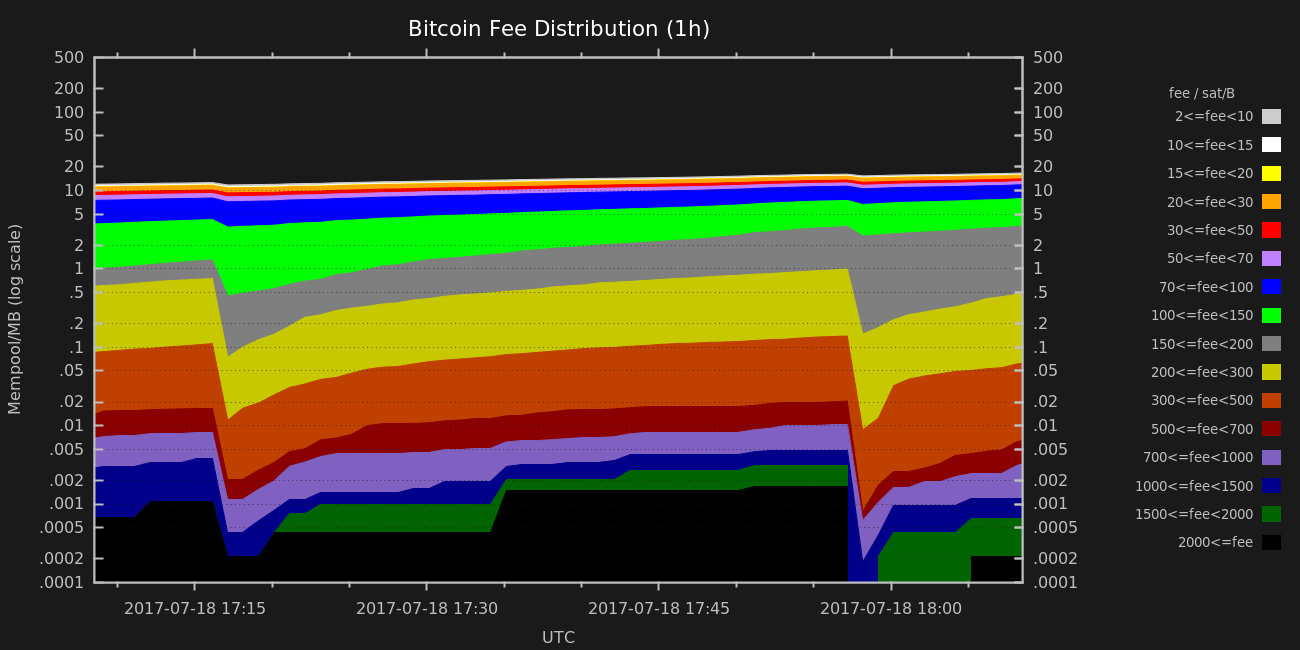 Bitcoin Fee Distribution (1h)
500 500
200 200
100 100
50 50
20 20
10 10
5 5
2 2
1 1
.5 .5
.2 .2
.1 .1
.05 .05
.02 .02
.01 .01
.005 .005
.002 .002
.001 .001
.0005 .0005
.0002 .0002
.0001 .0001
Mempool/MB (log scale)
2017-07-18 17:15 2017-07-18 17:30 2017-07-18 17:45 2017-07-18 18:00
UTC
fee / sat/B
2<=fee<10
10<=fee<15
15<=fee<20
20<=fee<30
30<=fee<50
50<=fee<70
70<=fee<100
100<=fee<150
150<=fee<200
200<=fee<300
300<=fee<500
500<=fee<700
700<=fee<1000
1000<=fee<1500
1500<=fee<2000
2000<=fee